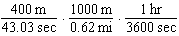 400 m / 43.03 sec · 1000 m / 0.62 mi · 1 hr / 3600 sec